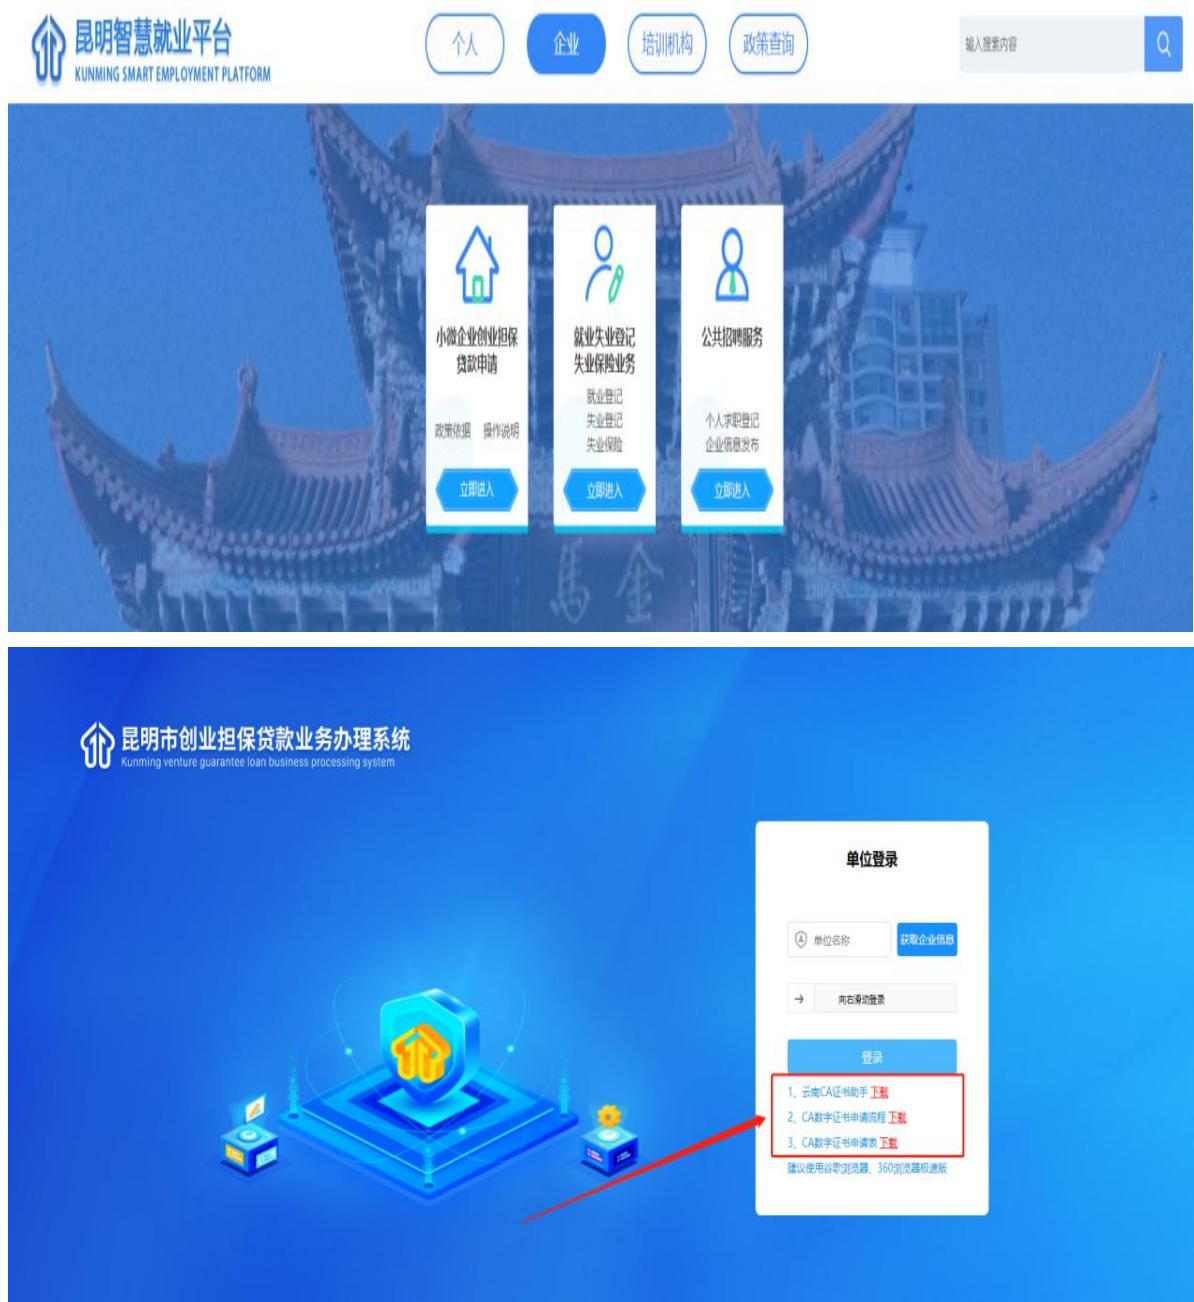 昆明智慧就业平台
KUNMING SMART EMPLOYMENT PLATFORM
个人
企业
培训机构
政策查询
输入搜索内容
小微企业创业担保
贷款申请
政策依据 操作说明
立即进入
就业失业登记
失业保险业务
就业登记
失业登记
失业保险
立即进入
公共招聘服务
个人求职登记
企业信息发布
立即进入
馬 金
昆明市创业担保贷款业务办理系统
Kunming venture guarantee loan business processing system
单位登录
单位名称
获取企业信息
向右滑动登录
登录
1、云南CA证书助手 下载
2、CA数字证书申请流程 下载
3、CA数字证书申请表 下载
建议使用谷歌浏览器、360浏览器极速版